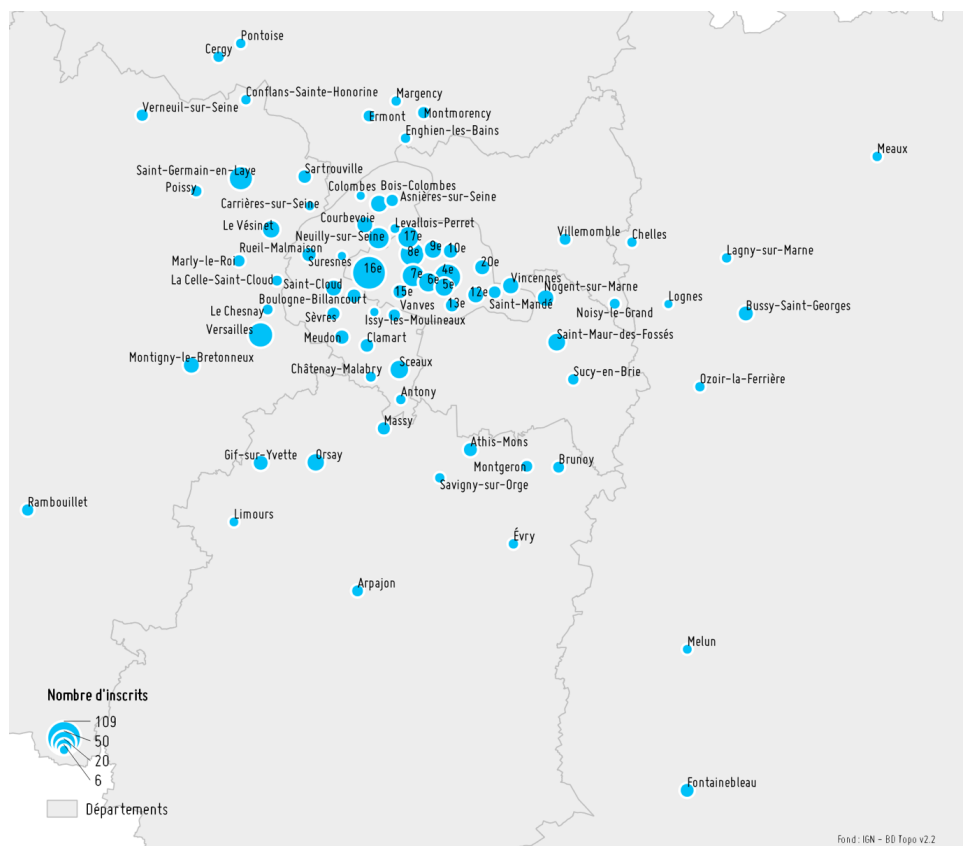 Pontoise
Cergy
Conflans-Sainte-Honorine
Margency
Verneuil-sur-Seine
Ermont
Montmorency
Enghien-les-Bains
Meaux
Saint-Germain-en-Laye
Sartrouville
Poissy
Colombes
Bois-Colombes
Asnières-sur-Seine
Carrières-sur-Seine
Courbevoie
Levallois-Perret
Le Vésinet
Neuilly-sur-Seine
17e
Villemomble
Chelles
Rueil-Malmaison
8e
9e
10e
Lagny-sur-Marne
Marly-le-Roi
Suresnes
16e
20e
La Celle-Saint-Cloud
Saint-Cloud
7e
4e
6e
5e
Vincennes
Nogent-sur-Marne
Boulogne-Billancourt
15e
12e
Saint-Mandé
Lognes
Bussy-Saint-Georges
Le Chesnay
Sèvres
Vanves
13e
Noisy-le-Grand
Issy-les-Moulineaux
Versailles
Meudon
Clamart
Saint-Maur-des-Fossés
Montigny-le-Bretonneux
Châtenay-Malabry
Sceaux
Sucy-en-Brie
Ozoir-la-Ferrière
Antony
Massy
Athis-Mons
Gif-sur-Yvette
Orsay
Montgeron
Brunoy
Savigny-sur-Orge
Rambouillet
Limours
Évry
Arpajon
Melun
Nombre d'inscrits
109
50
20
6
Départements
Fontainebleau
Fond : IGN - BD Topo v2.2